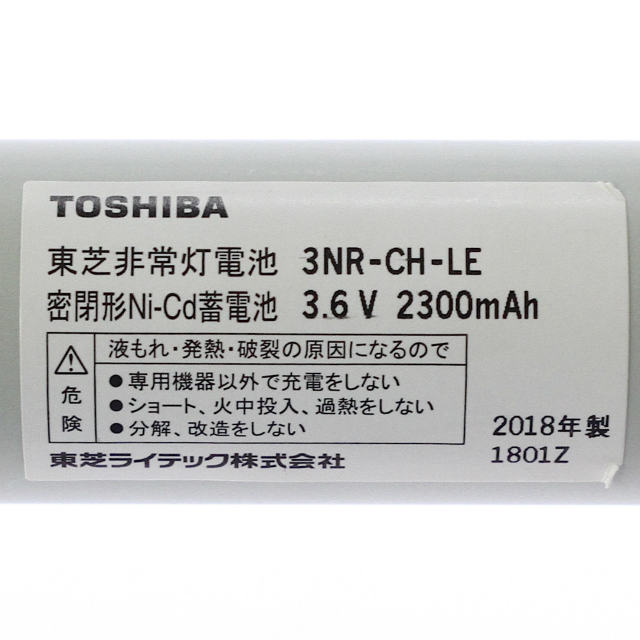 TOSHIBA
東芝非常灯電池 3NR-CH-LE
密閉形Ni-Cd蓄電池 3.6V 2300mAh
危険
液もれ・発熱・破裂の原因になるので
●専用機器以外で充電をしない
●ショート、火中投入、過熱をしない
●分解、改造をしない
2018年製
1801Z
東芝ライテック株式会社